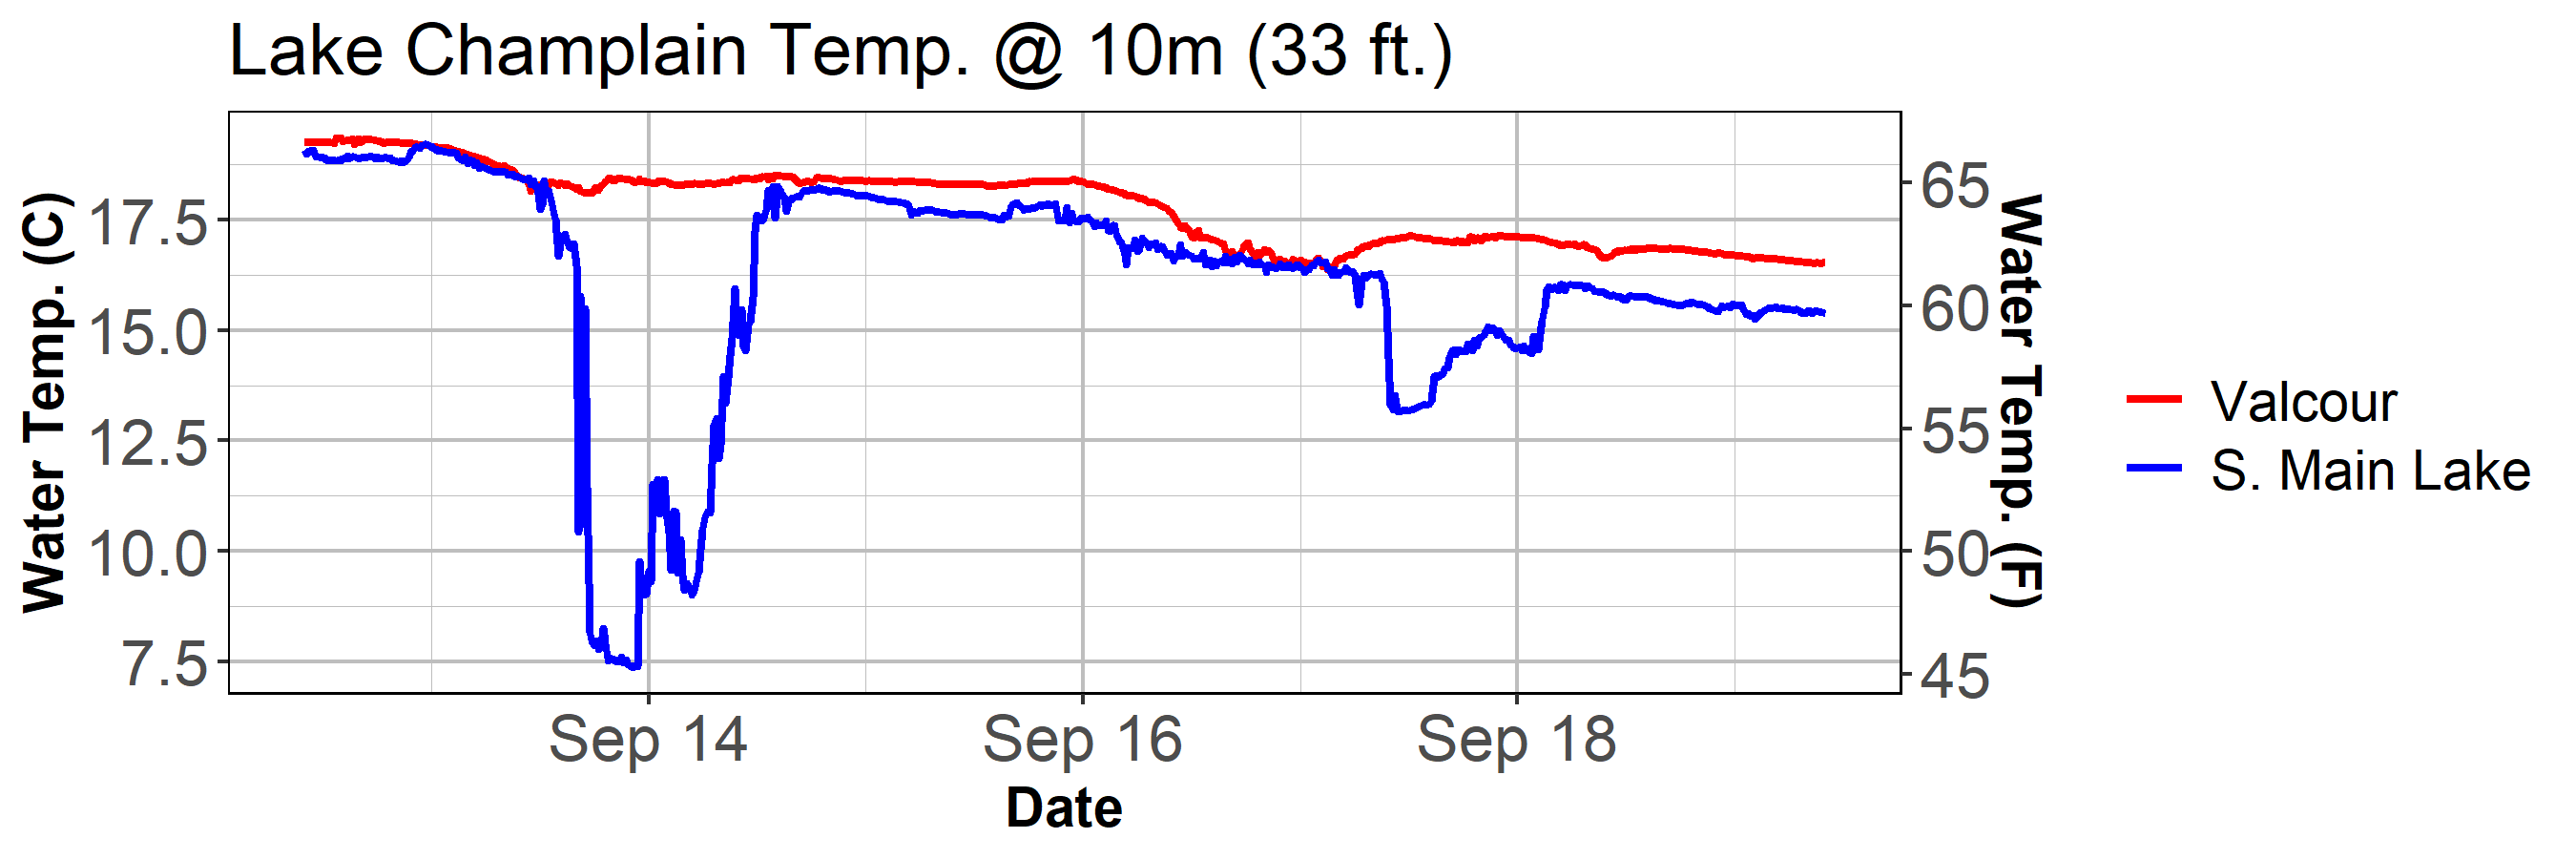 Lake Champlain Temp. @ 10m (33 ft.)
Water Temp. (C)
17.5
15.0
12.5
10.0
7.5
65
60
55
50
45
Water Temp. (F)
Sep 14 Sep 16 Sep 18
Date
Valcour
S. Main Lake